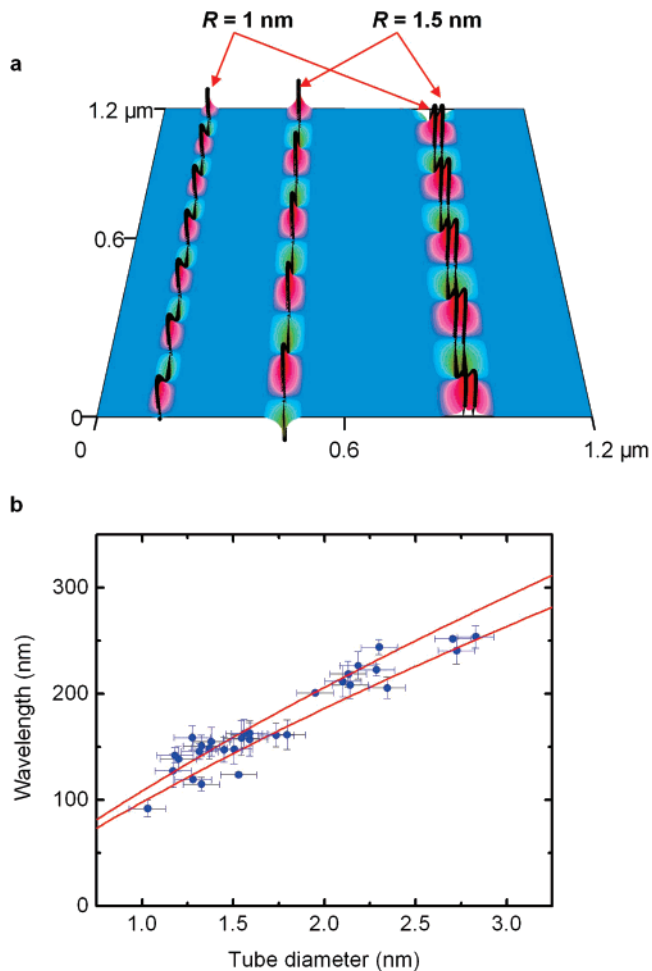 R = 1 nm
R = 1.5 nm
a
1.2 µm
0.6
0
0
0.6
1.2 µm
b
300
200
100
0
Wavelength (nm)
1.0
1.5
2.0
2.5
3.0
Tube diameter (nm)